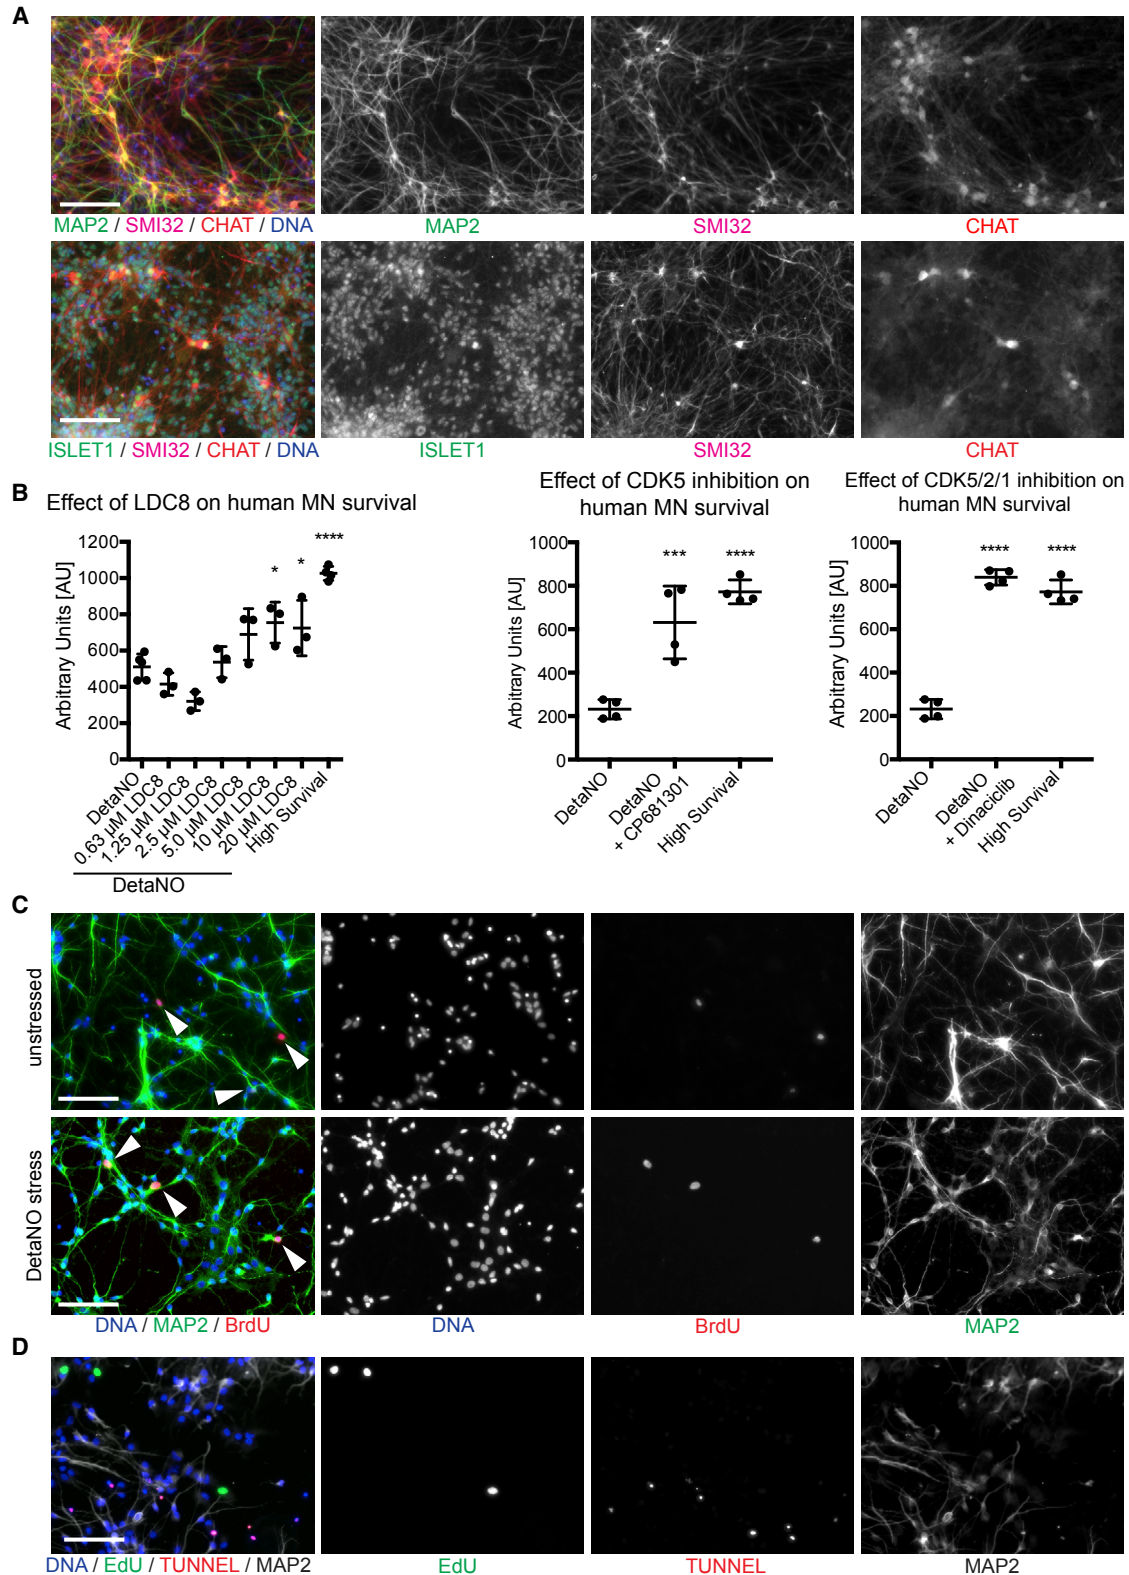 A
MAP2 / SMI32 / CHAT / DNA
MAP2
SMI32
CHAT
ISLET1 / SMI32 / CHAT / DNA
ISLET1
SMI32
CHAT
B
Effect of LDC8 on human MN survival
Arbitrary Units [AU]
1200
1000
800
600
400
200
0
*
*
****
DetaNO
0.63 µM LDC8
1.25 µM LDC8
2.5 µM LDC8
5.0 µM LDC8
10 µM LDC8
20 µM LDC8
High Survival
DetaNO
Effect of CDK5 inhibition on
human MN survival
Arbitrary Units [AU]
1000
800
600
400
200
0
***
****
DetaNO
DetaNO
+ CP681301
High Survival
Effect of CDK5/2/1 inhibition on
human MN survival
Arbitrary Units [AU]
1000
800
600
400
200
0
****
****
DetaNO
DetaNO
+ Dinaciclib
High Survival
C
unstressed
DetaNO stress
DNA / MAP2 / BrdU
DNA
BrdU
MAP2
D
DNA / EdU / TUNNEL / MAP2
EdU
TUNNEL
MAP2